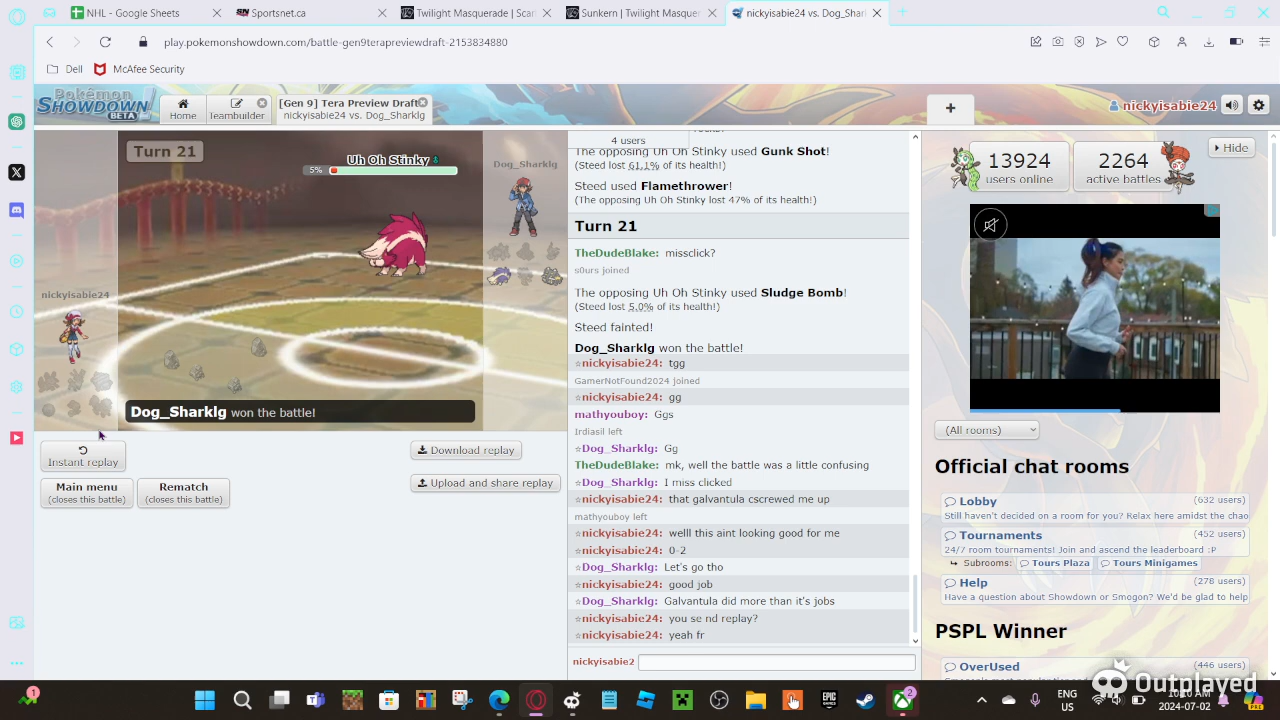 NHL - Google Sheets
Sportsnet.ca
Twilight Masquerade | Scarl
Sunkern | Twilight Masquer
nickyisabie24 vs. Dog_Shar
play.pokemonshowdown.com/battle-gen9terapreviewdraft-2153834880
Dell
McAfee Security
Pokémon
SHOWDOWN!
BETA
Home
Teambuilder
[Gen 9] Tera Preview Draft
nickyisabie24 vs. Dog_Sharklg
+
nickyisabie24
Turn 21
5%
Uh Oh Stinky
Dog_Sharklg
nickyisabie24
Dog_Sharklg won the battle!
Instant replay
Main menu
(closes this battle)
Rematch
(closes this battle)
Download replay
Upload and share replay
4 users
The opposing Uh Oh Stinky used Gunk Shot!
(Steed lost 61.1% of its health!)
Steed used Flamethrower!
(The opposing Uh Oh Stinky lost 47% of its health!)
Turn 21
TheDudeBlake: missclick?
s0urs joined
The opposing Uh Oh Stinky used Sludge Bomb!
(Steed lost 5.0% of its health!)
Steed fainted!
Dog_Sharklg won the battle!
☆nickyisabie24: tgg
GamerNotFound2024 joined
☆nickyisabie24: gg
mathyouboy: Ggs
Irdiasil left
☆Dog_Sharklg: Gg
TheDudeBlake: mk, well the battle was a little confusing
☆Dog_Sharklg: I miss clicked
☆nickyisabie24: that galvantula cscrewed me up
mathyouboy left
☆nickyisabie24: welll this aint looking good for me
☆nickyisabie24: 0-2
☆Dog_Sharklg: Let's go tho
☆nickyisabie24: good job
☆Dog_Sharklg: Galvantula did more than it's jobs
☆nickyisabie24: you se nd replay?
☆nickyisabie24: yeah fr
nickyisabie2
13924
users online
2264
active battles
Hide
(All rooms)
Official chat rooms
Lobby
(632 users)
Still haven't decided on a room for you? Relax here amidst the chao
Tournaments
(452 users)
24/7 room tournaments! Join and ascend the leaderboard :P
Subrooms: Tours Plaza Tours Minigames
Help
(278 users)
Have a question about Showdown or Smogon? We'd be glad to help
PSPL Winner
OverUsed
(446 users)
Outplayed
1
EPIC
GAMES
2
ENG
US
AM
2024-07-02
PRE